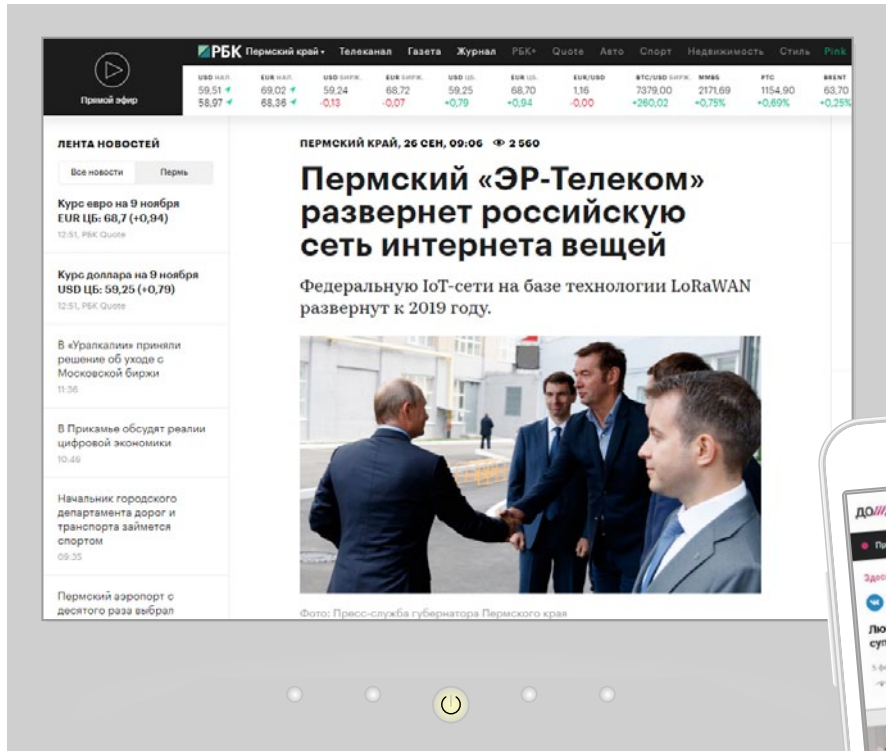 РБК Пермский край Телеканал Газета Журнал РБК+ Quote Авто Спорт Недвижимость Стиль Pink
Прямой эфир
USD НАЛ. EUR НАЛ. USD БИРЖ. EUR БИРЖ. USD ЦБ. EUR ЦБ. EUR/USD BTC/USD БИРЖ. ММВБ РТС BRENT
59,51 69,02 59,24 68,72 59,25 68,70 1,16 7379,00 2171,69 1154,90 63,70
58,97 68,36 -0,13 -0,07 +0,79 +0,94 -0,00 +260,02 +0,75% +0,69% +0,25%
ЛЕНТА НОВОСТЕЙ
Все новости Пермь
Курс евро на 9 ноября
EUR ЦБ: 68,7 (+0,94)
12:51, РБК Quote
Курс доллара на 9 ноября
USD ЦБ: 59,25 (+0,79)
12:51, РБК Quote
В «Уралкалии» приняли
решение об уходе с
Московской биржи
11:36
В Прикамье обсудят реалии
цифровой экономики
10:46
Начальник городского
департамента дорог и
транспорта займется
спортом
09:35
Пермский аэропорт с
десятого раза выбрал
ПЕРМСКИЙ КРАЙ, 26 СЕН, 09:06 2 560
Пермский «ЭР-Телеком»
развернет российскую
сеть интернета вещей
Федеральную IoT-сети на базе технологии LoRaWAN
развернут к 2019 году.
Фото: Пресс-служба губернатора Пермского края